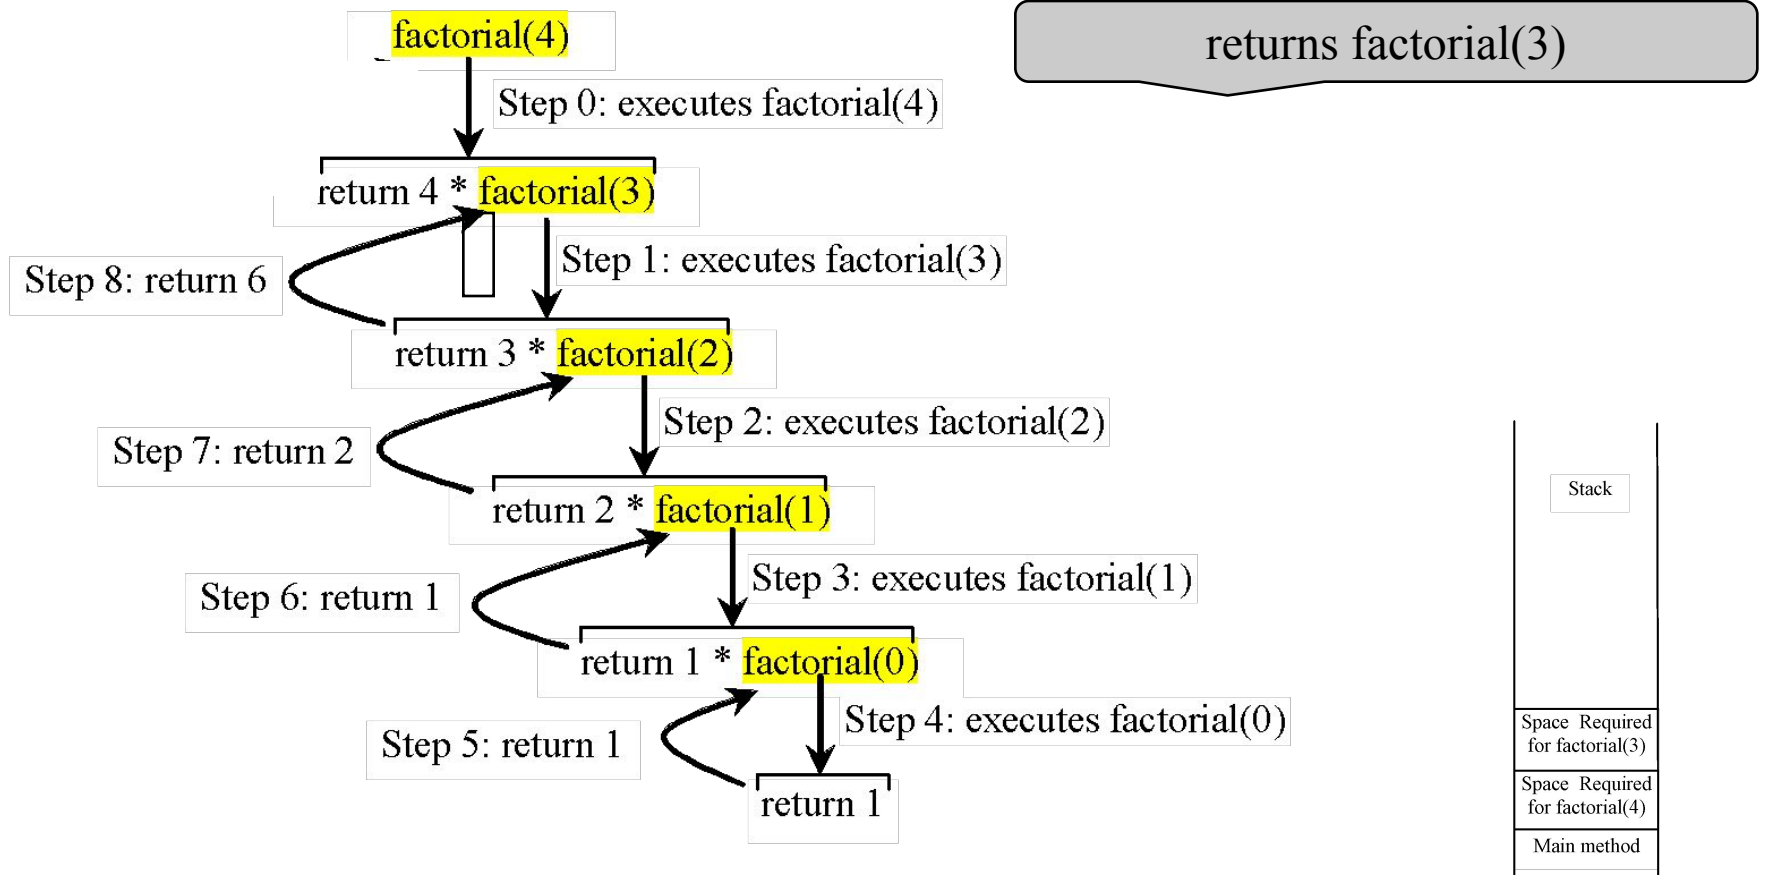 factorial(4)
returns factorial(3)
Step 0: executes factorial(4)
return 4 * factorial(3)
Step 8: return 6
Step 1: executes factorial(3)
return 3 * factorial(2)
Step 7: return 2
Step 2: executes factorial(2)
return 2 * factorial(1)
Step 6: return 1
Step 3: executes factorial(1)
return 1 * factorial(0)
Step 5: return 1
Step 4: executes factorial(0)
return 1
Stack
Space Required
for factorial(3)
Space Required
for factorial(4)
Main method